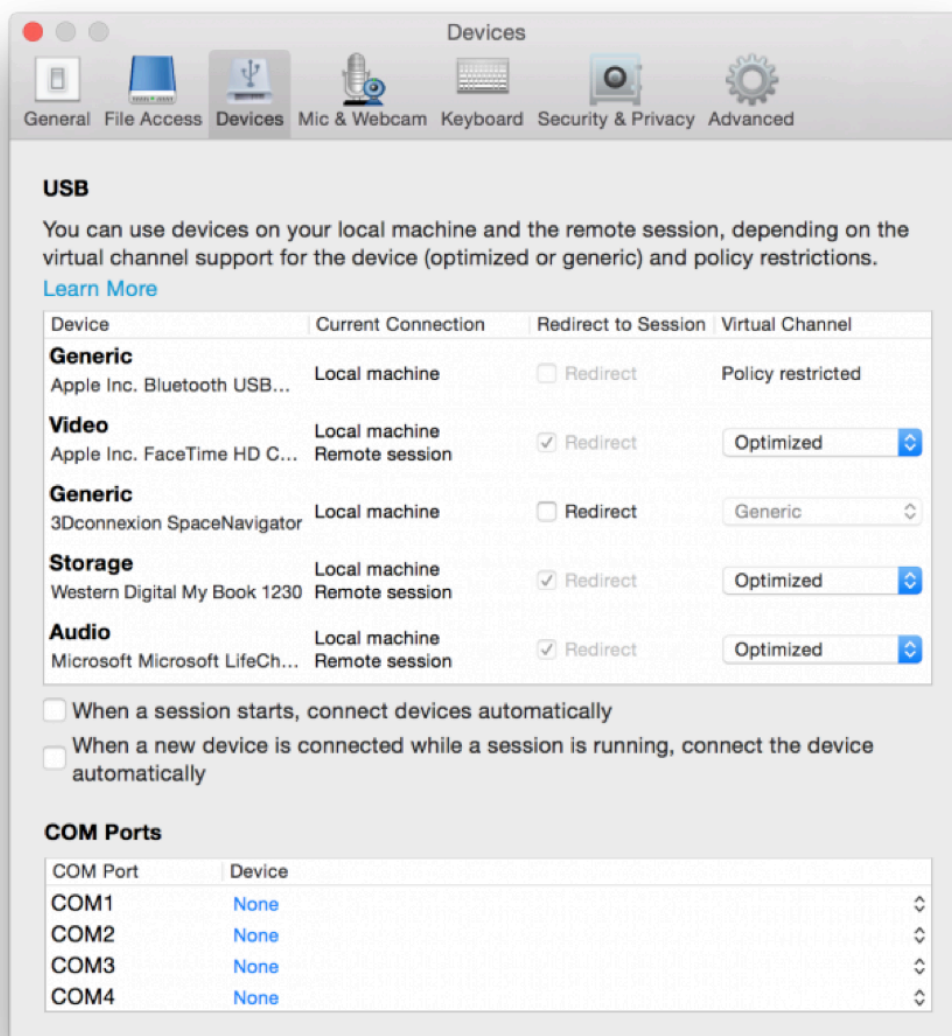 Devices
General File Access Devices Mic & Webcam Keyboard Security & Privacy Advanced
USB
You can use devices on your local machine and the remote session, depending on the
virtual channel support for the device (optimized or generic) and policy restrictions.
Learn More
Device Current Connection Redirect to Session Virtual Channel
Generic
Apple Inc. Bluetooth USB... Local machine Redirect Policy restricted
Video
Apple Inc. FaceTime HD C... Local machine Remote session Redirect Optimized
Generic
3Dconnexion SpaceNavigator Local machine Redirect Generic
Storage
Western Digital My Book 1230 Local machine Remote session Redirect Optimized
Audio
Microsoft Microsoft LifeCh... Local machine Remote session Redirect Optimized
When a session starts, connect devices automatically
When a new device is connected while a session is running, connect the device
automatically
COM Ports
COM Port Device
COM1 None
COM2 None
COM3 None
COM4 None